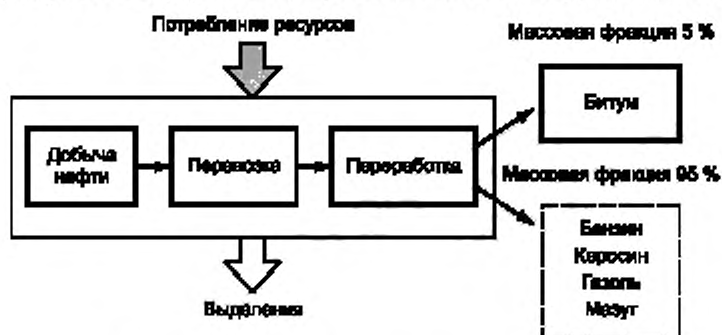 Потребление ресурсов
Массовая фракция 5 %
Битум
Добыча
нефти
Перевозка
Переработка
Массовая фракция 95 %
Бензин
Керосин
Газоль
Мазут
Выделения